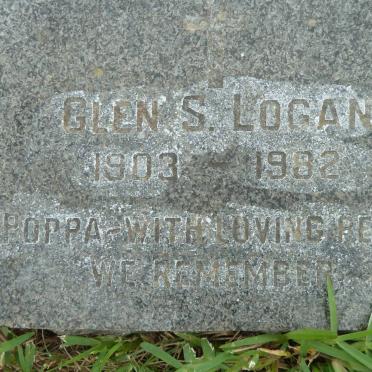 GLEN S. LOGAN
1903 - 1982
POPPA-WITH LOVING
WE REMEMBER